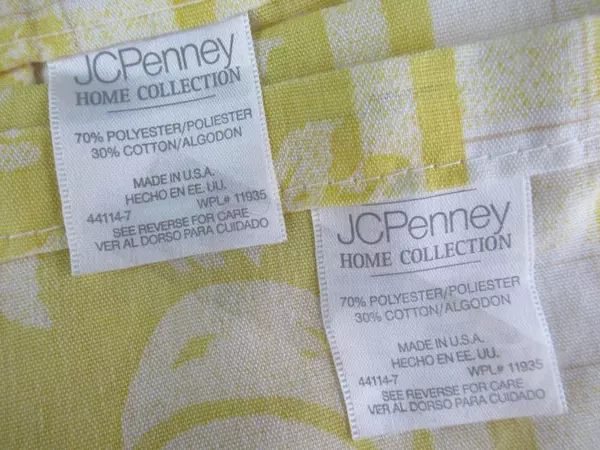 JCPenney
HOME COLLECTION
70% POLYESTER/POLIESTER
30% COTTON/ALGODON
MADE IN U.S.A.
HECHO EN EE. UU.
44114-7 WPL# 11935
SEE REVERSE FOR CARE
VER AL DORSO PARA CUIDADO
JCPenney
HOME COLLECTION
70% POLYESTER/POLIESTER
30% COTTON/ALGODON
MADE IN U.S.A.
HECHO EN EE. UU.
44114-7 WPL# 11935
SEE REVERSE FOR CARE
VER AL DORSO PARA CUIDADO